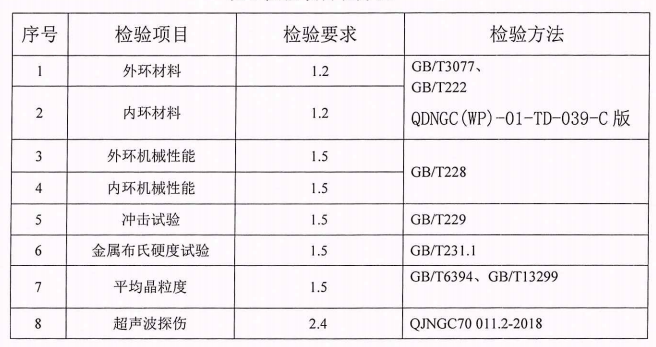 序号 检验项目 检验要求 检验方法
1 外环材料 1.2 GB/T3077、
GB/T222
2 内环材料 1.2 QDNGC(WP)-01-TD-039-C 版
3 外环机械性能 1.5 GB/T228
4 内环机械性能 1.5
5 冲击试验 1.5 GB/T229
6 金属布氏硬度试验 1.5 GB/T231.1
7 平均晶粒度 1.5 GB/T6394、GB/T13299
8 超声波探伤 2.4 QJNGC70 011.2-2018